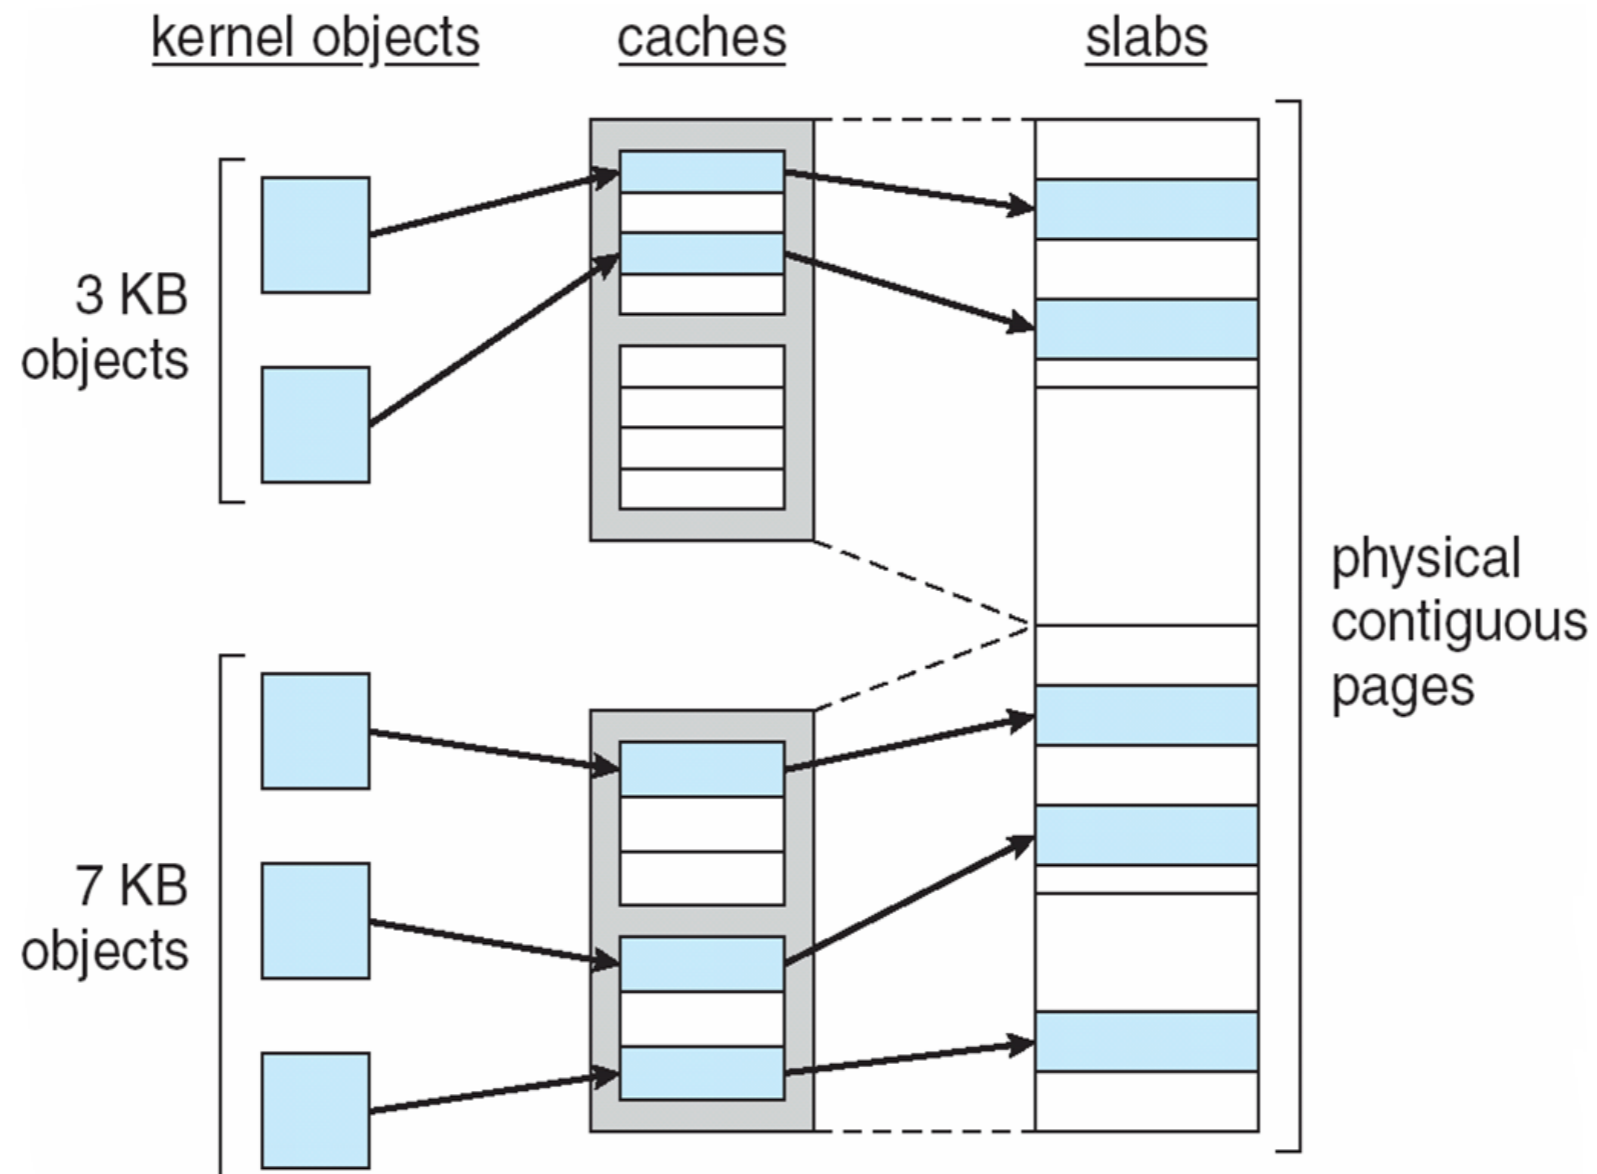 kernel objects
caches
slabs
3 KB
objects
physical
contiguous
pages
7 KB
objects